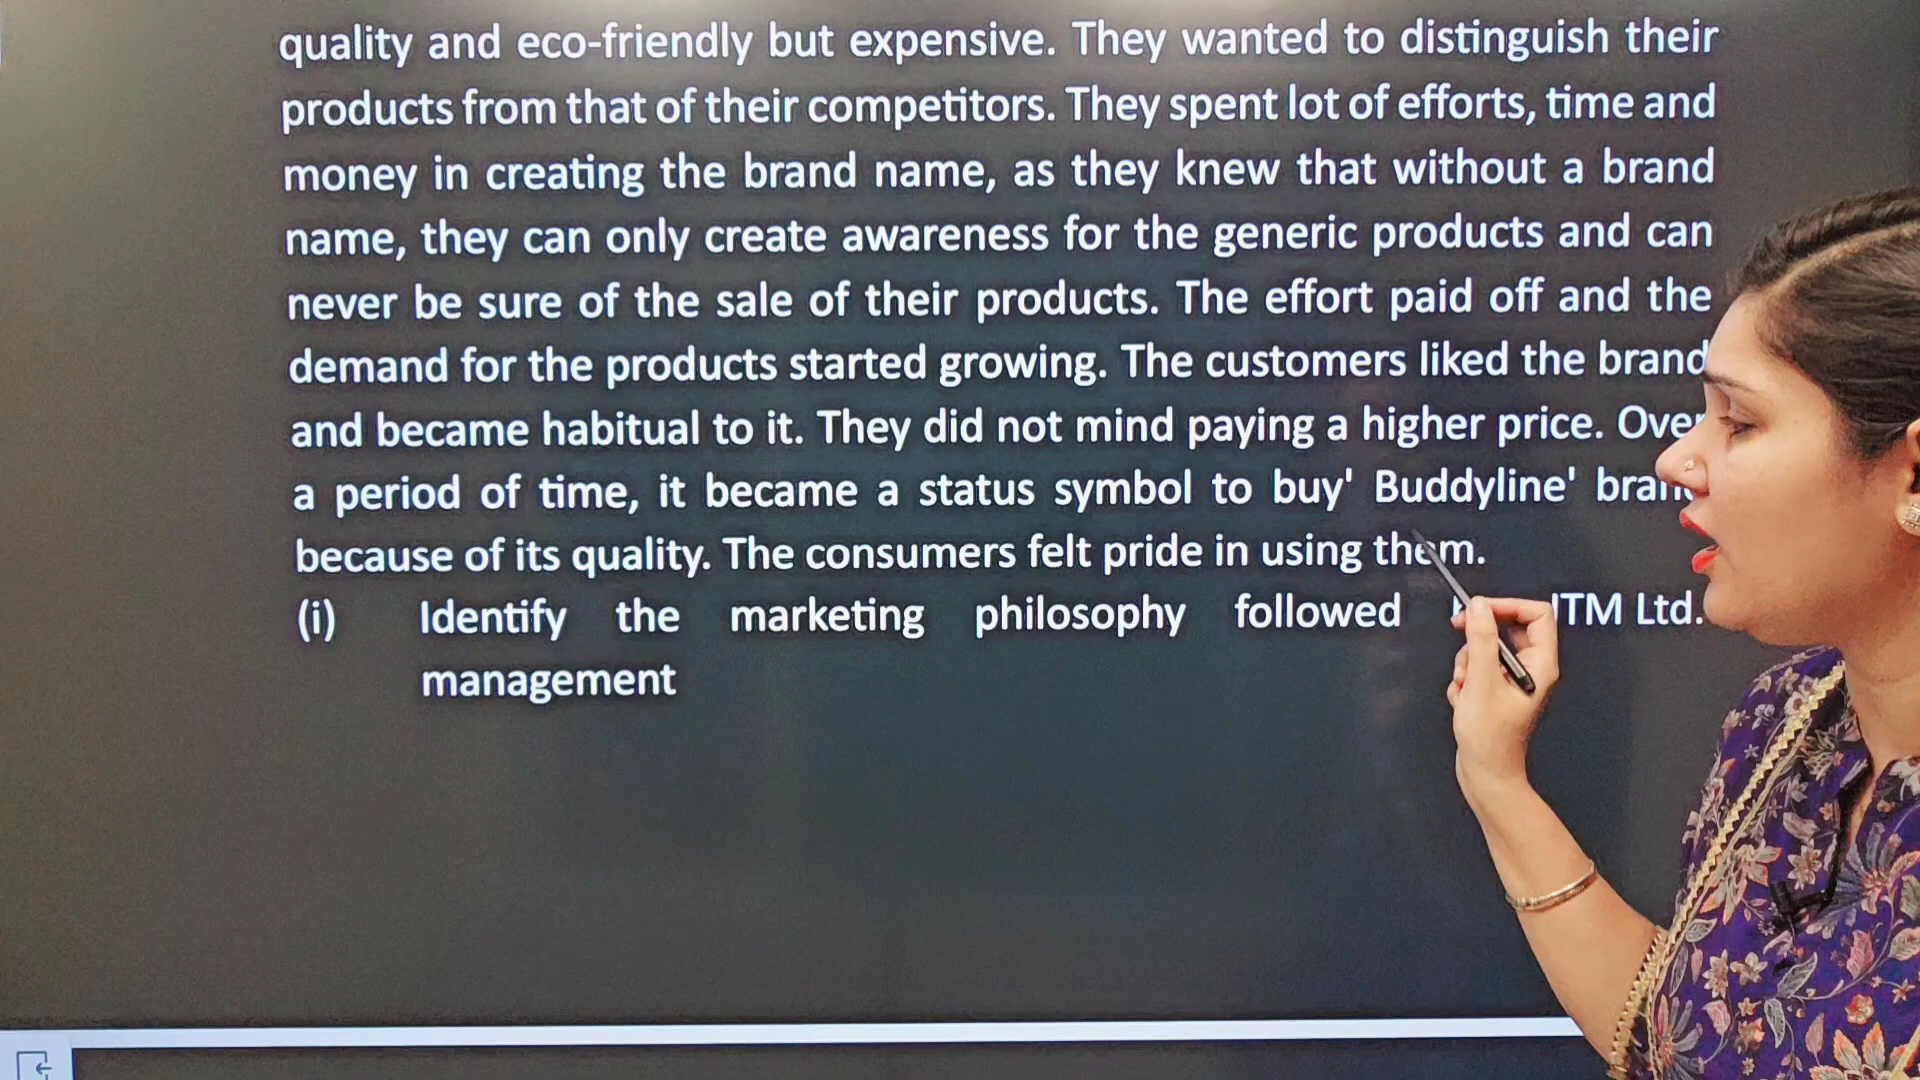 quality and eco-friendly but expensive. They wanted to distinguish their
products from that of their competitors. They spent lot of efforts, time and
money in creating the brand name, as they knew that without a brand
name, they can only create awareness for the generic products and can
never be sure of the sale of their products. The effort paid off and the
demand for the products started growing. The customers liked the brand
and became habitual to it. They did not mind paying a higher price. Over
a period of time, it became a status symbol to buy' Buddyline'
because of its quality. The consumers felt pride in using them.
(i) Identify the marketing philosophy followed Ltd.
management